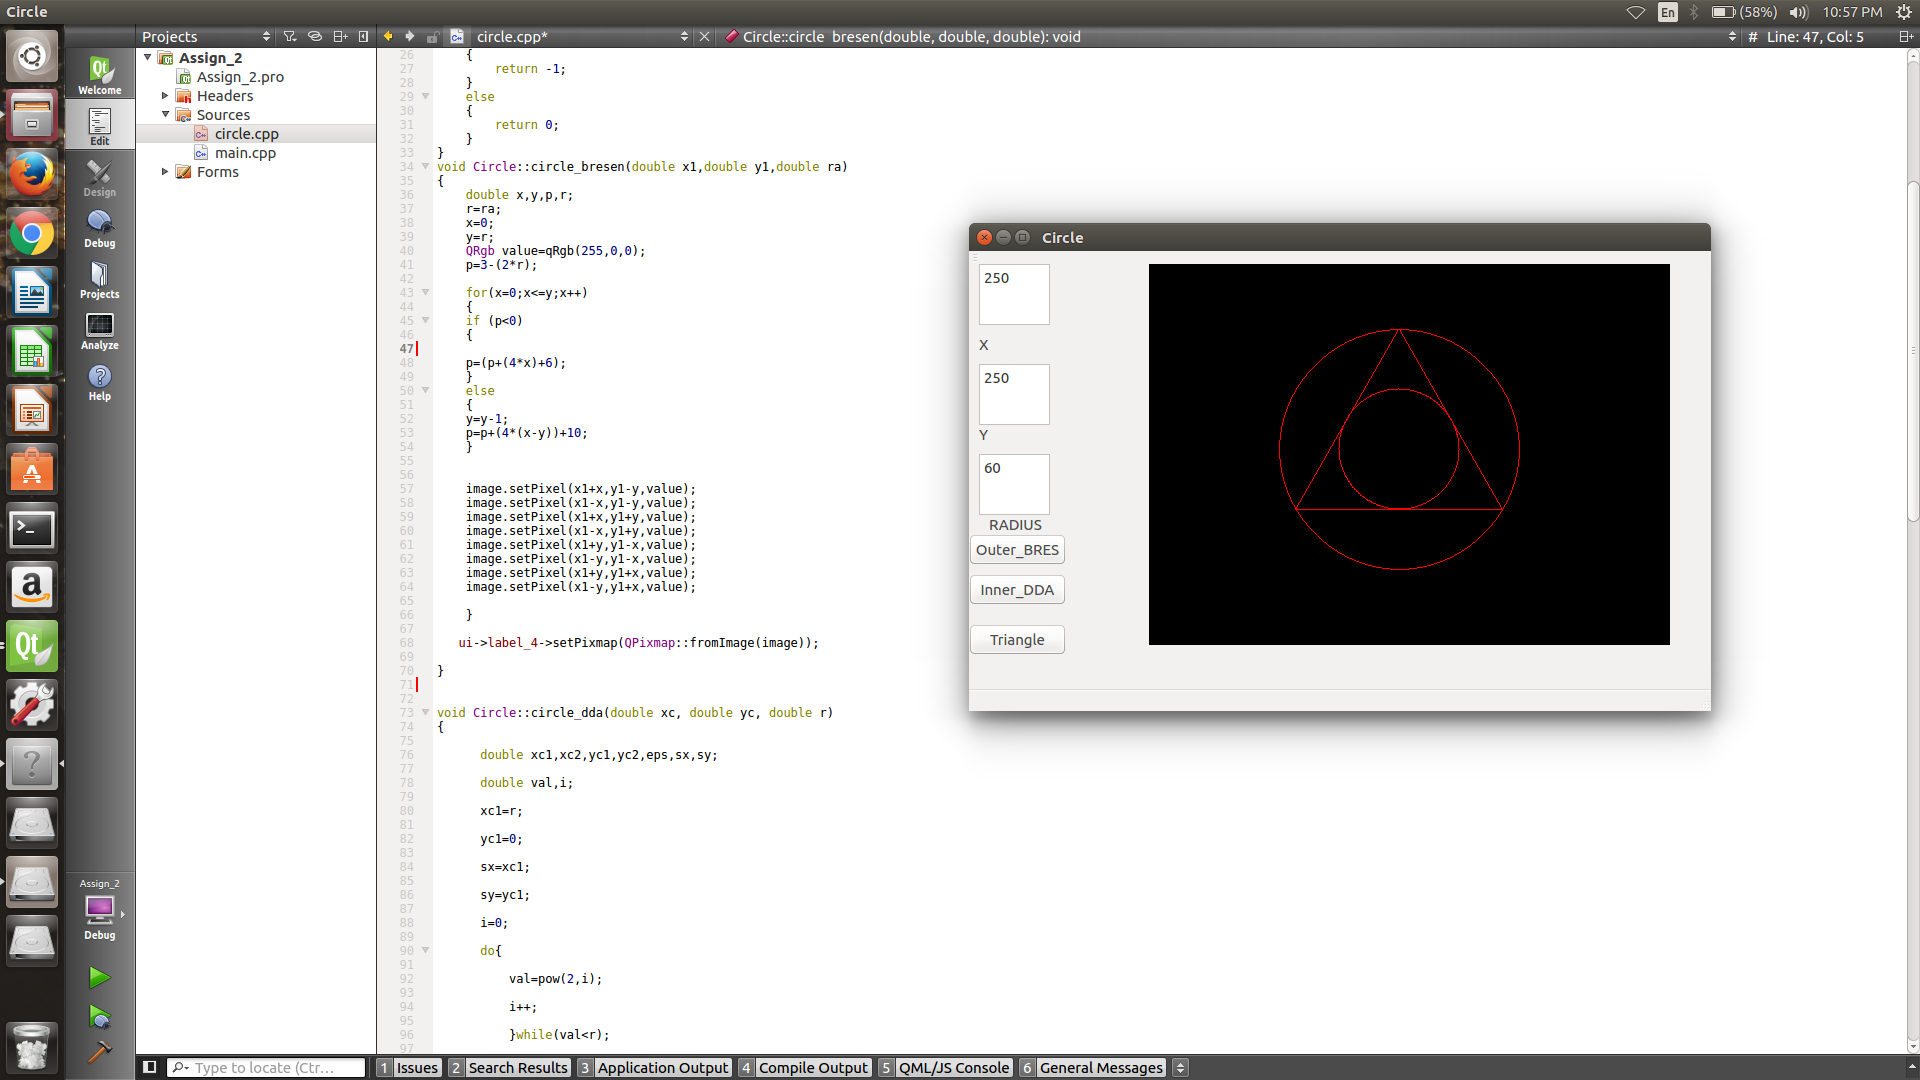 Circle
En
(58%)
10:57 PM
Projects
circle.cpp*
Circle::circle_bresen(double, double, double): void
# Line: 47, Col: 5
Welcome
Edit
Design
Debug
Projects
Analyze
Help
Assign_2
Debug
Assign_2
Assign_2.pro
Headers
Sources
circle.cpp
main.cpp
Forms
26 {
27 return -1;
28 }
29 else
30 {
31 return 0;
32 }
33 }
34 void Circle::circle_bresen(double x1,double y1,double ra)
35 {
36 double x,y,p,r;
37 r=ra;
38 x=0;
39 y=r;
40 QRgb value=qRgb(255,0,0);
41 p=3-(2*r);
42
43 for(x=0;x<=y;x++)
44 {
45 if (p<0)
46 {
47
48 p=(p+(4*x)+6);
49 }
50 else
51 {
52 y=y-1;
53 p=p+(4*(x-y))+10;
54 }
55
56
57 image.setPixel(x1+x,y1-y,value);
58 image.setPixel(x1-x,y1-y,value);
59 image.setPixel(x1+x,y1+y,value);
60 image.setPixel(x1-x,y1+y,value);
61 image.setPixel(x1+y,y1-x,value);
62 image.setPixel(x1-y,y1-x,value);
63 image.setPixel(x1+y,y1+x,value);
64 image.setPixel(x1-y,y1+x,value);
65
66 }
67
68 ui->label_4->setPixmap(QPixmap::fromImage(image));
69
70 }
71
72
73 void Circle::circle_dda(double xc, double yc, double r)
74 {
75
76 double xc1,xc2,yc1,yc2,eps,sx,sy;
77
78 double val,i;
79
80 xc1=r;
81
82 yc1=0;
83
84 sx=xc1;
85
86 sy=yc1;
87
88 i=0;
89
90 do{
91
92 val=pow(2,i);
93
94 i++;
95
96 }while(val<r);
97
Circle
250
X
250
Y
60
RADIUS
Outer_BRES
Inner_DDA
Triangle
Type to locate (Ctr...
1 Issues
2 Search Results
3 Application Output
4 Compile Output
5 QML/JS Console
6 General Messages